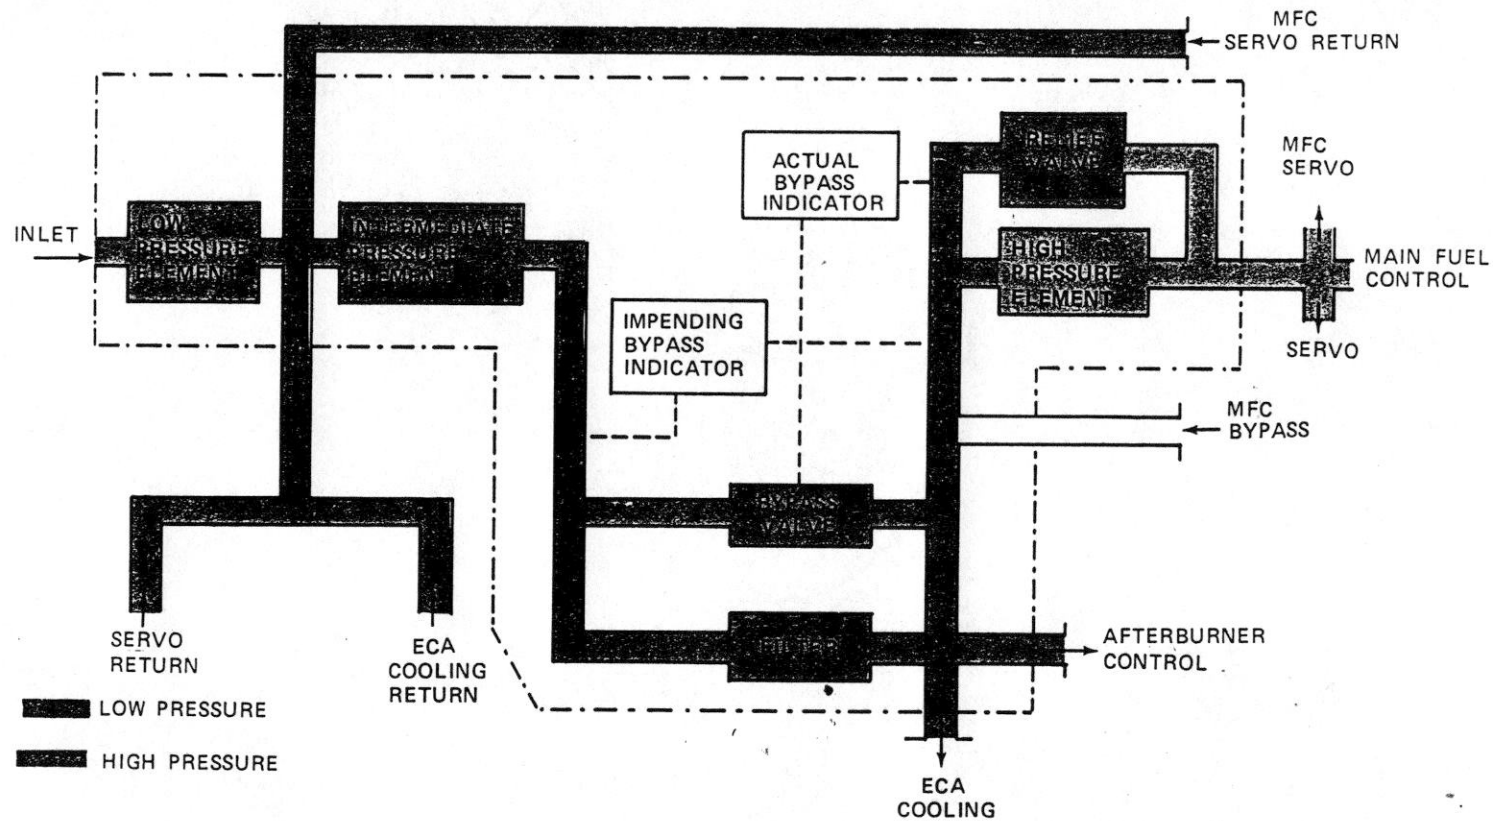 MFC
SERVO RETURN
ACTUAL
BYPASS
INDICATOR
RELIEF
VALVE
MFC
SERVO
INLET
LOW
PRESSURE
ELEMENT
INTERMEDIATE
PRESSURE
ELEMENT
HIGH
PRESSURE
ELEMENT
MAIN FUEL
CONTROL
IMPENDING
BYPASS
INDICATOR
SERVO
MFC
BYPASS
BYPASS
VALVE
SERVO
RETURN
ECA
COOLING
RETURN
FILTER
AFTERBURNER
CONTROL
LOW PRESSURE
HIGH PRESSURE
ECA
COOLING